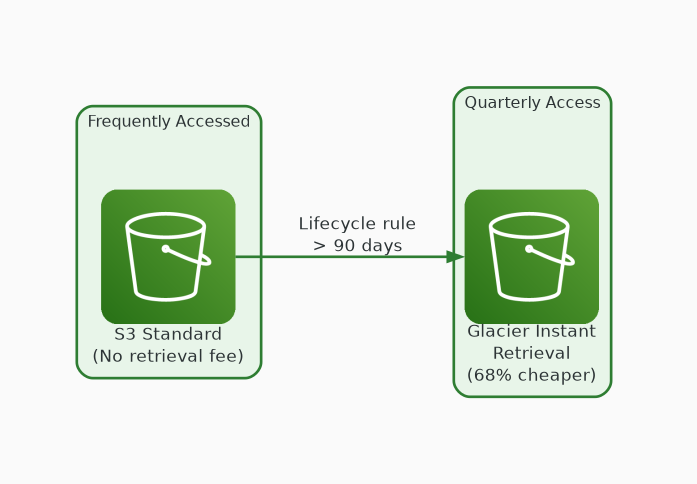 Frequently Accessed
S3 Standard
(No retrieval fee)
Lifecycle rule
> 90 days
Quarterly Access
Glacier Instant
Retrieval
(68% cheaper)